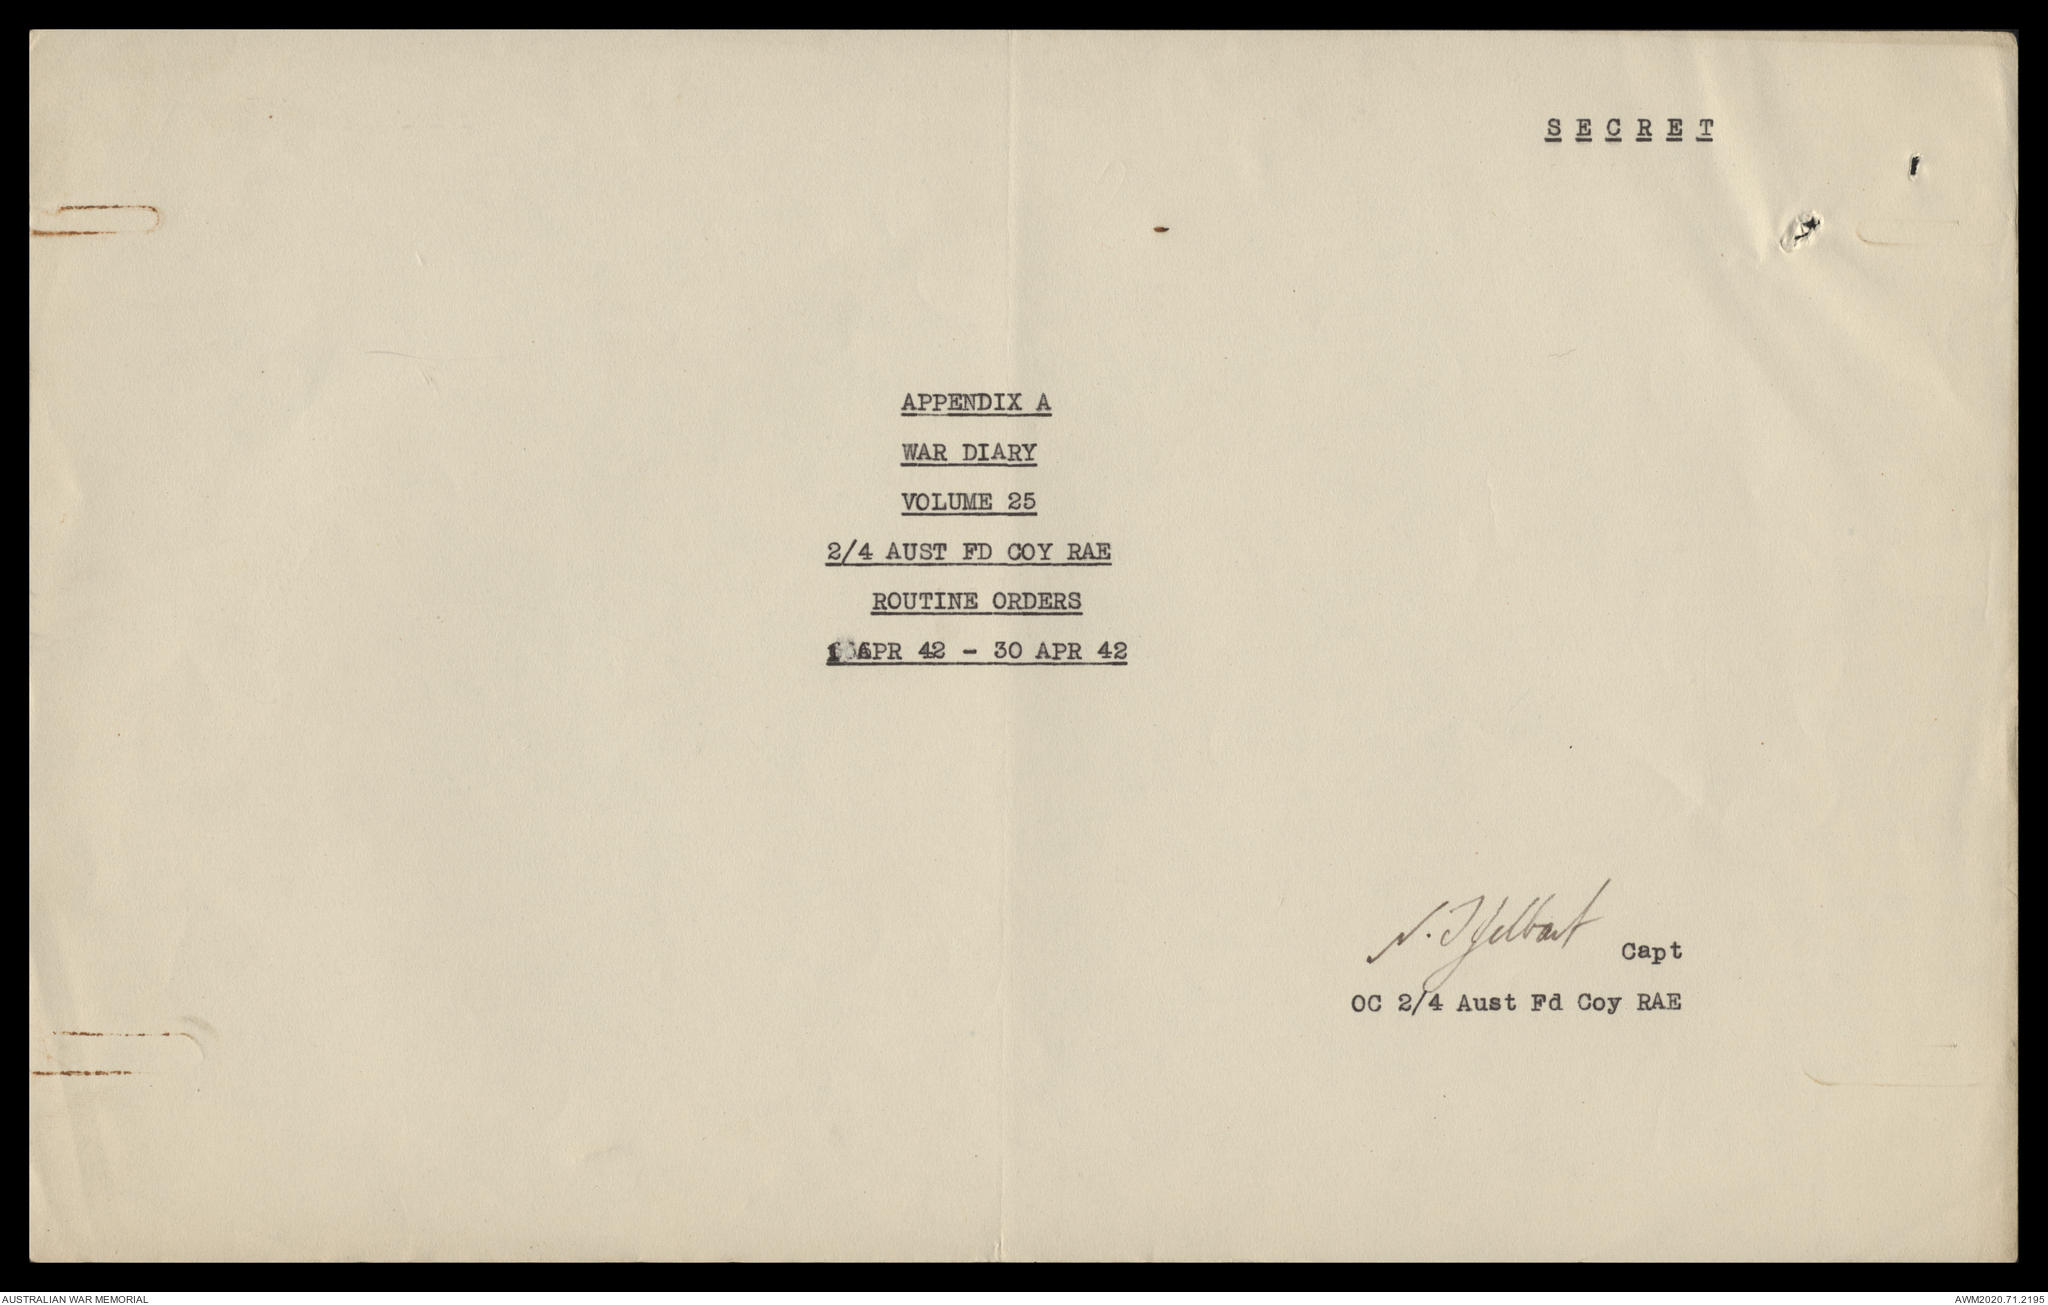 S E C R E T
APPENDIX A
WAR DIARY
VOLUME 25
2/4 AUST FD COY RAE
ROUTINE ORDERS
1 APR 42 - 30 APR 42
Capt
OC 2/4 Aust Fd Coy RAE
AUSTRALIAN WAR MEMORIAL
AWM2020.71.2195